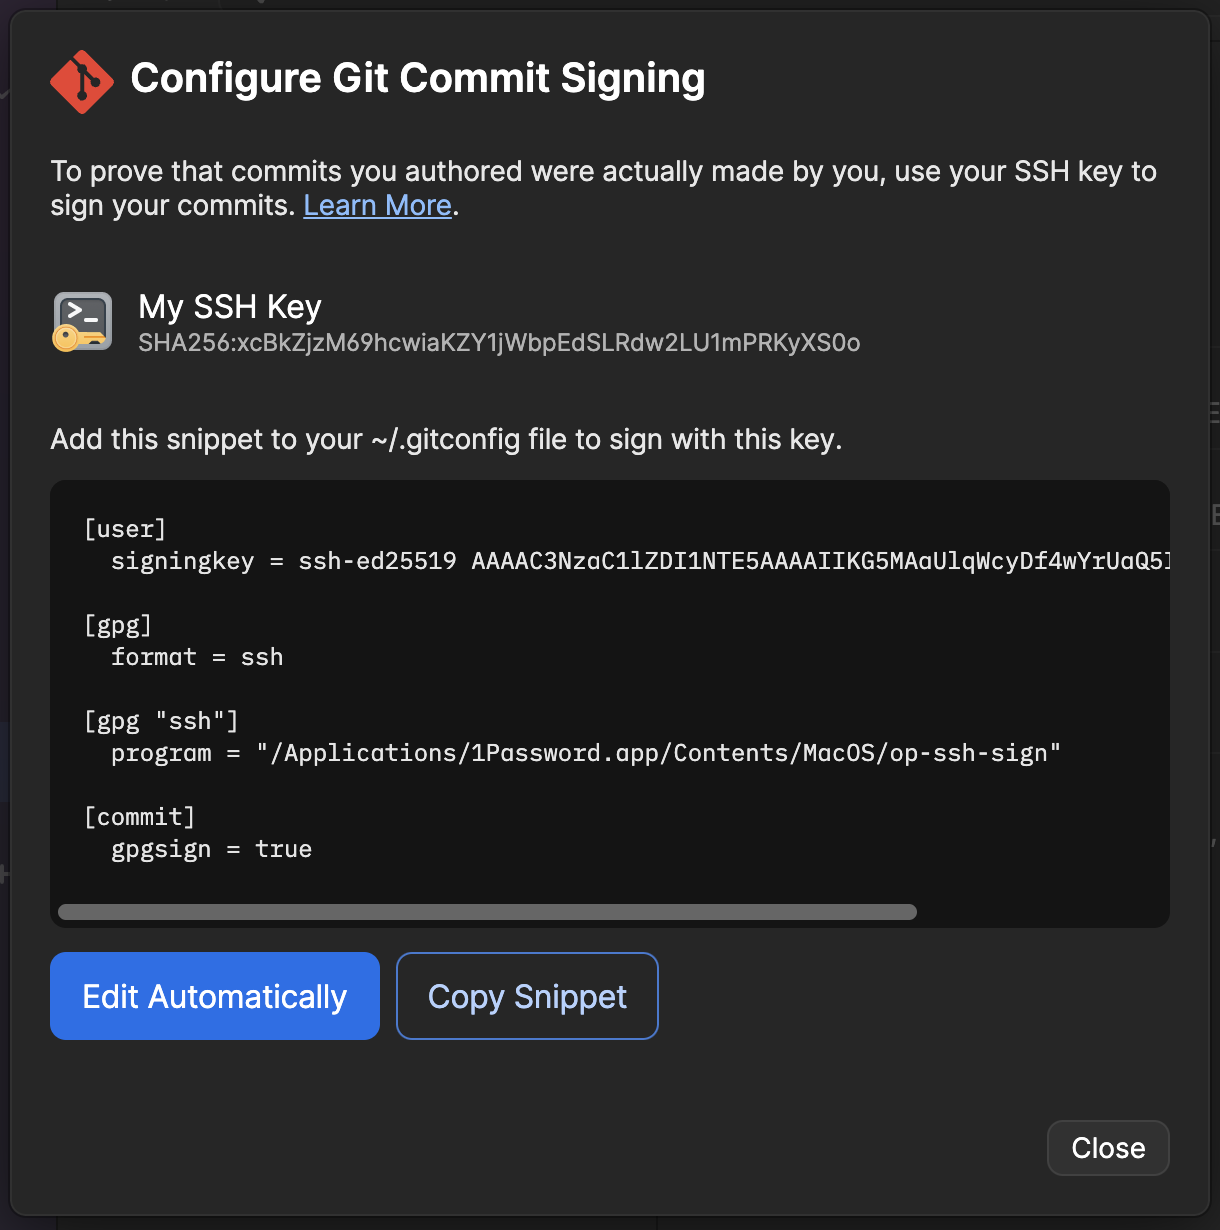 Configure Git Commit Signing
To prove that commits you authored were actually made by you, use your SSH key to
sign your commits. Learn More.
My SSH Key
SHA256:xcBkZjzM69hcwiaKZY1jWbpEdSLRdw2LU1mPRKyXS0o
Add this snippet to your ~/.gitconfig file to sign with this key.
[user]
signingkey = ssh-ed25519 AAAAC3NzaC1lZDI1NTE5AAAAIIKG5MAaUlqWcyDf4wYrUaQ5I
[gpg]
format = ssh
[gpg "ssh"]
program = "/Applications/1Password.app/Contents/MacOS/op-ssh-sign"
[commit]
gpgsign = true
Edit Automatically
Copy Snippet
Close